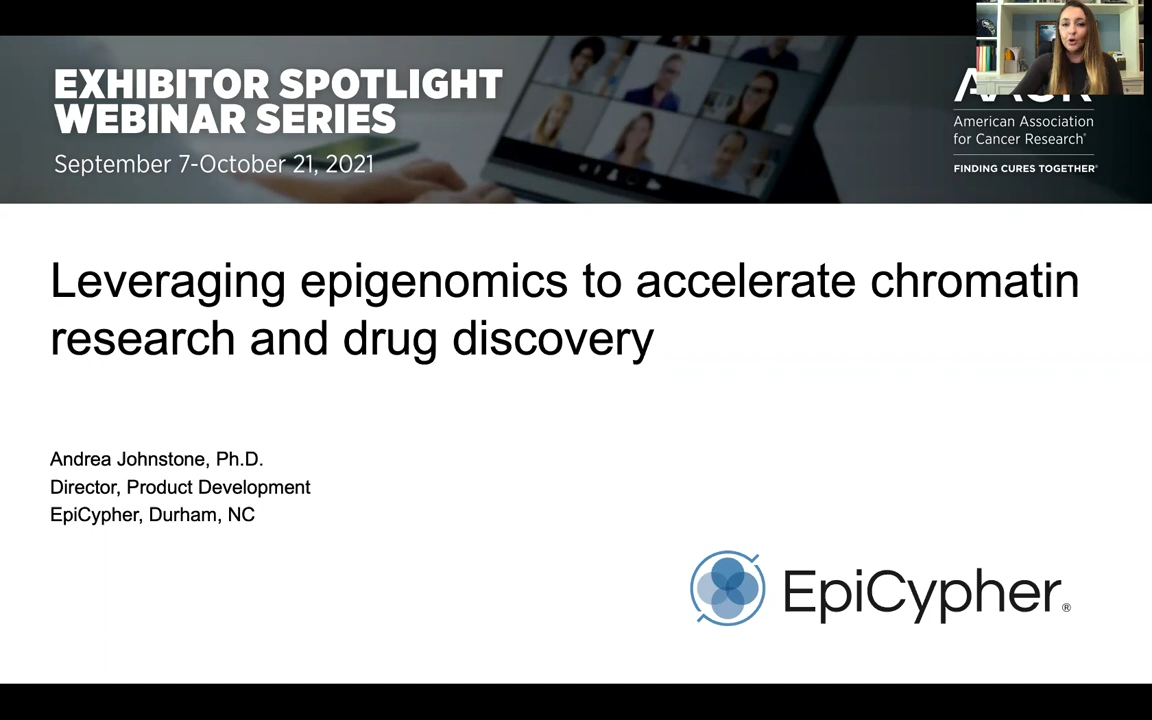 EXHIBITOR SPOTLIGHT
WEBINAR SERIES
September 7-October 21, 2021
American Association
for Cancer Research®
FINDING CURES TOGETHER®
Leveraging epigenomics to accelerate chromatin
research and drug discovery
Andrea Johnstone, Ph.D.
Director, Product Development
EpiCypher, Durham, NC
EpiCypher®